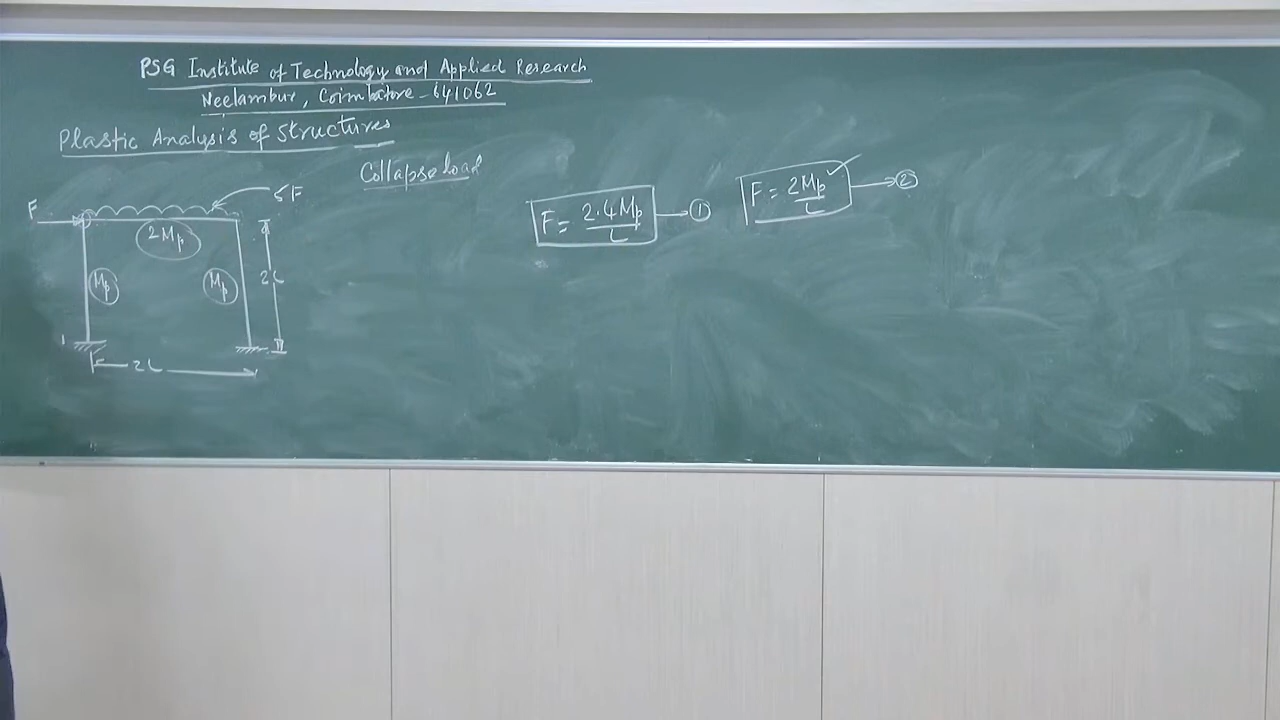 PSG Institute of Technology and Applied Research
Neelambur, Coimbatore - 641062
Plastic Analysis of Structures
Collapse load
F
5F
2Mp
Mp
Mp
2L
2L
F = 2.4Mp/L → ①
F = 2Mp/L → ②